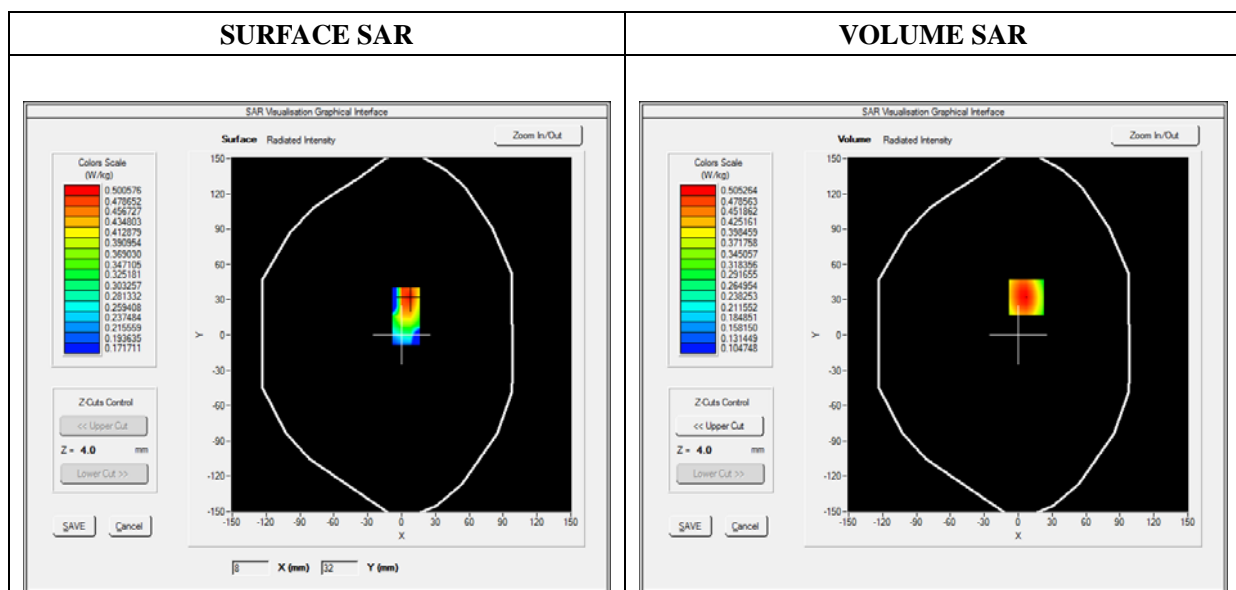 SURFACE SAR
VOLUME SAR
SAR Visualisation Graphical Interface
Surface Radiated Intensity
Zoom In/Out
Colors Scale
(W/kg)
0.500576
0.478652
0.456727
0.434803
0.412879
0.390954
0.369030
0.347105
0.325181
0.303257
0.281332
0.259408
0.237484
0.215559
0.193635
0.171711
150
120
90
60
30
0
-30
-60
-90
-120
-150
Y
-150 -120 -90 -60 -30 0 30 60 90 120 150
X
Z-Cuts Control
<< Upper Cut
Z = 4.0 mm
Lower Cut >>
SAVE Cancel
8 X (mm) 32 Y (mm)
SAR Visualisation Graphical Interface
Volume Radiated Intensity
Zoom In/Out
Colors Scale
(W/kg)
0.505264
0.478563
0.451862
0.425161
0.398459
0.371758
0.345057
0.318356
0.291655
0.264954
0.238253
0.211552
0.184851
0.158150
0.131449
0.104748
150
120
90
60
30
0
-30
-60
-90
-120
-150
Y
-150 -120 -90 -60 -30 0 30 60 90 120 150
X
Z-Cuts Control
<< Upper Cut
Z = 4.0 mm
Lower Cut >>
SAVE Cancel